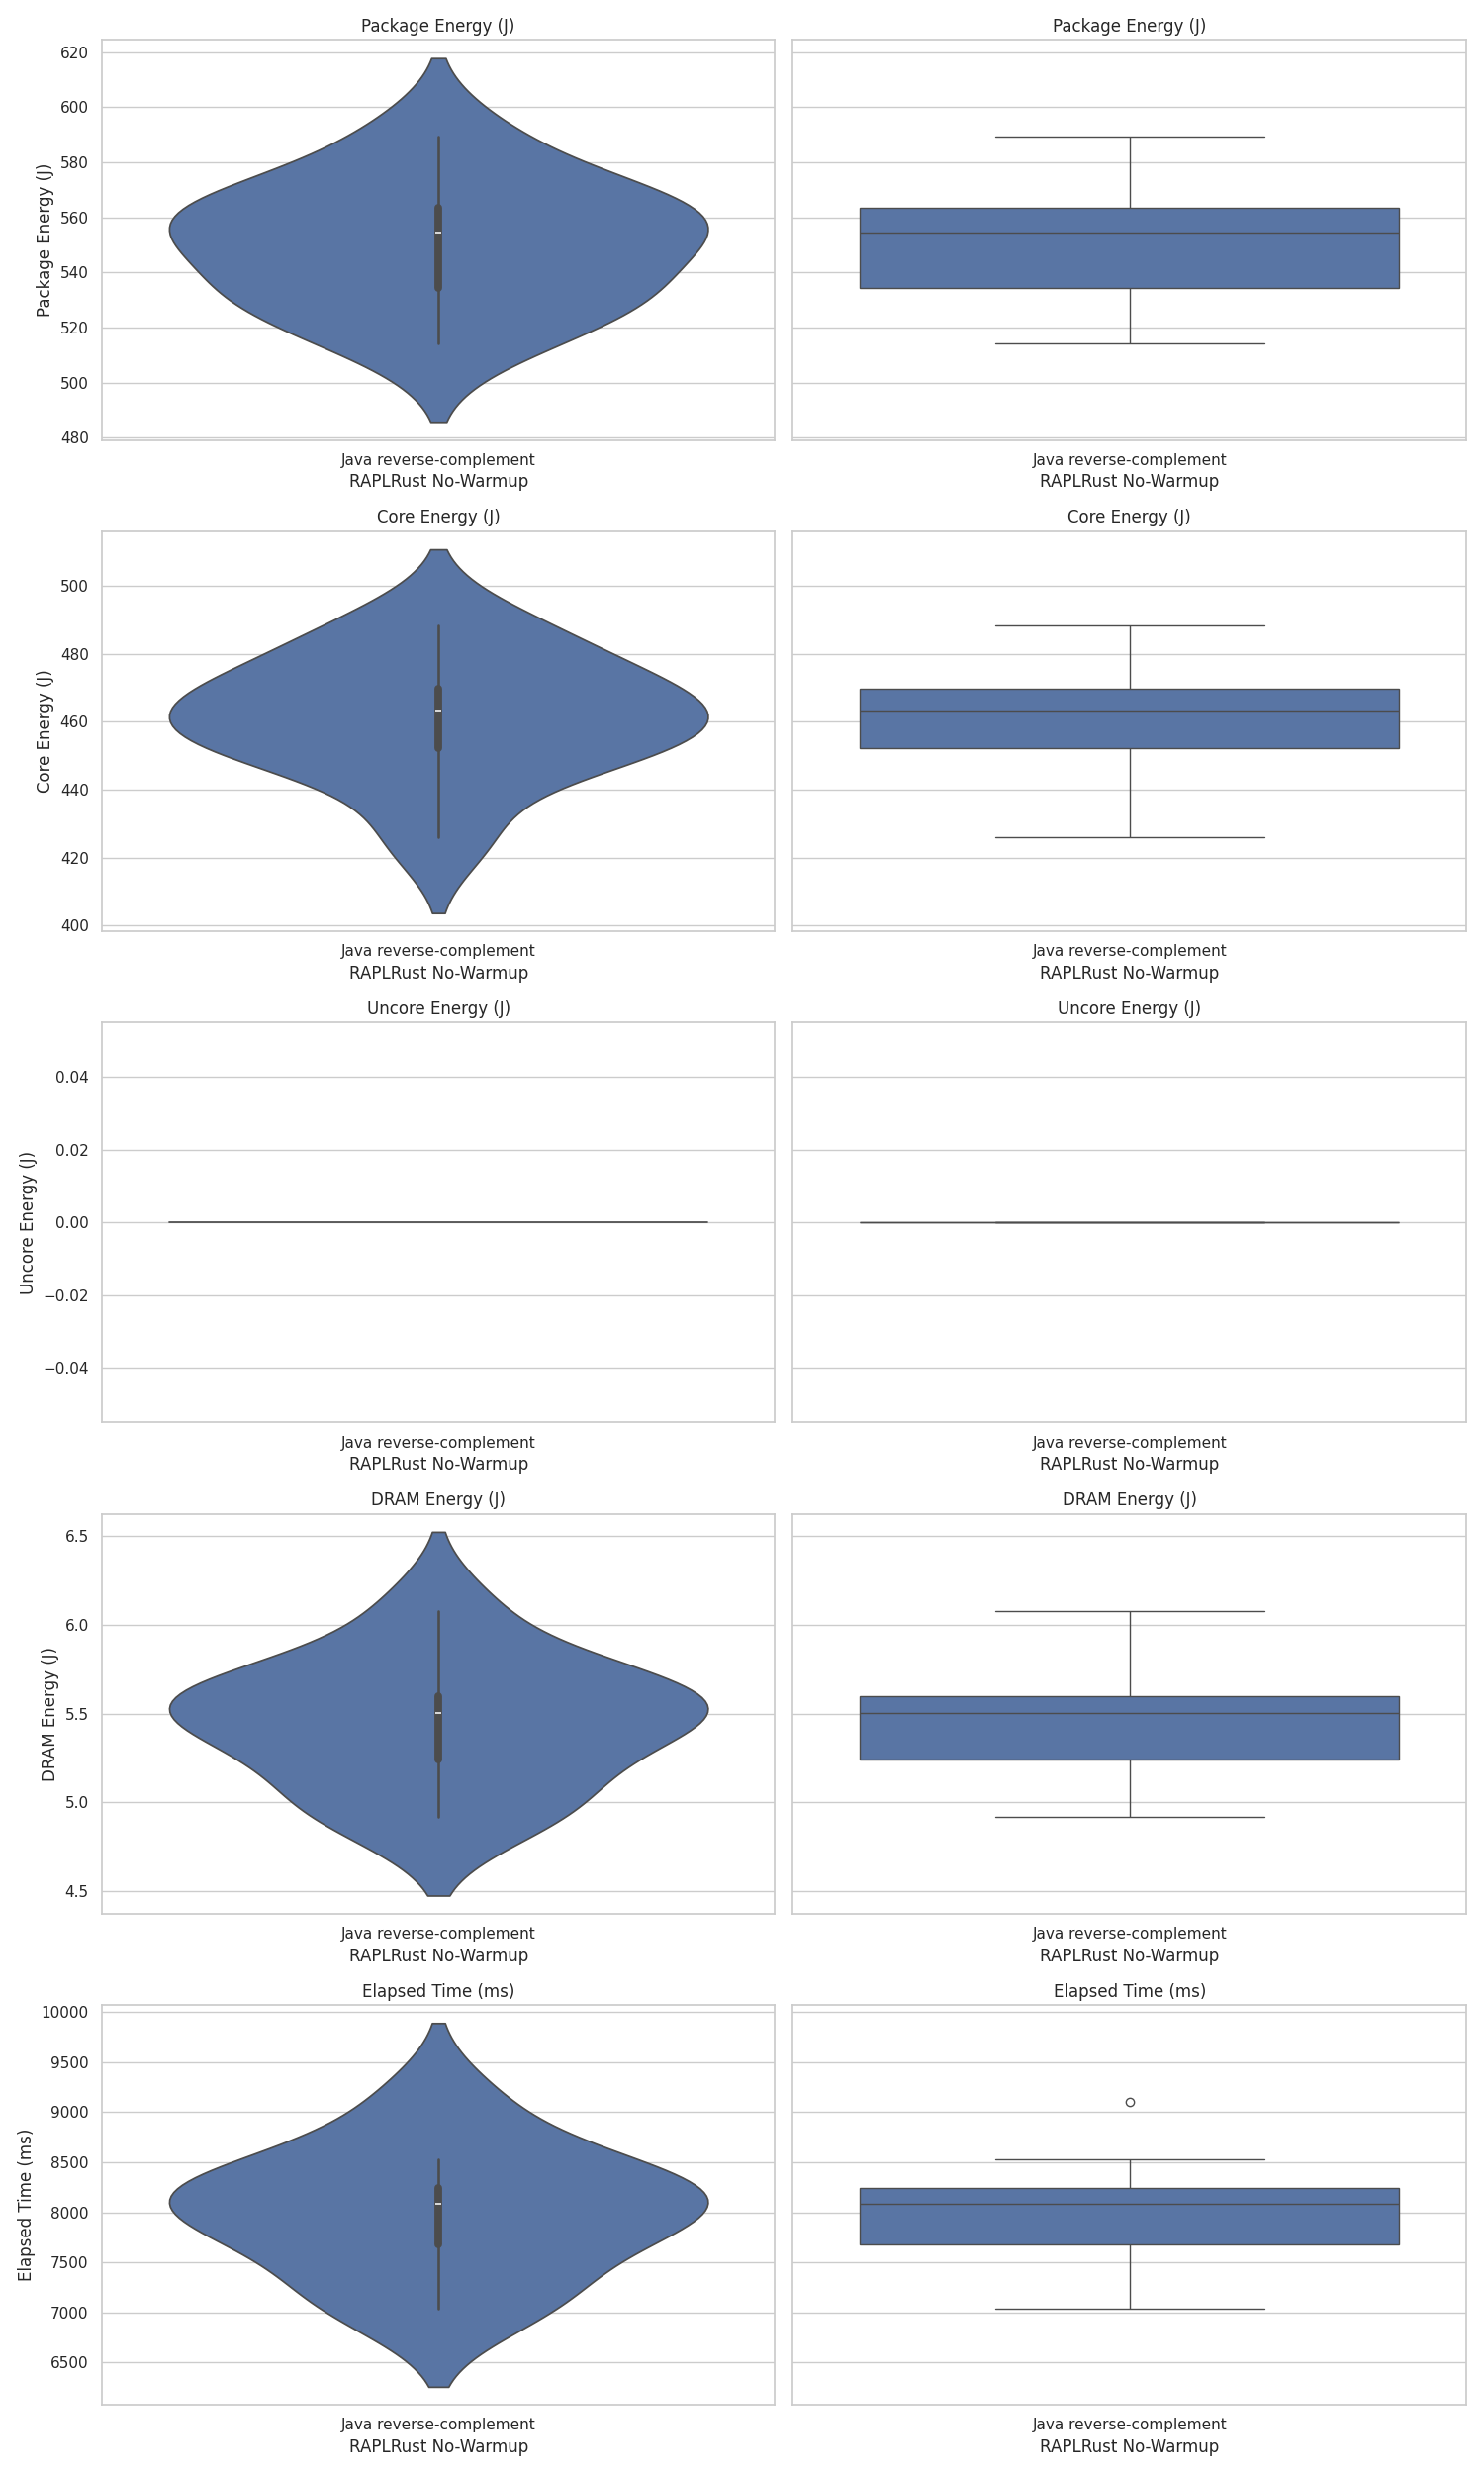 Package Energy (J)
Package Energy (J)
Package Energy (J)
620
600
580
560
540
520
500
480
Java reverse-complement
RAPLRust No-Warmup
Java reverse-complement
RAPLRust No-Warmup
Core Energy (J)
Core Energy (J)
Core Energy (J)
500
480
460
440
420
400
Java reverse-complement
RAPLRust No-Warmup
Java reverse-complement
RAPLRust No-Warmup
Uncore Energy (J)
Uncore Energy (J)
Uncore Energy (J)
0.04
0.02
0.00
−0.02
−0.04
Java reverse-complement
RAPLRust No-Warmup
Java reverse-complement
RAPLRust No-Warmup
DRAM Energy (J)
DRAM Energy (J)
DRAM Energy (J)
6.5
6.0
5.5
5.0
4.5
Java reverse-complement
RAPLRust No-Warmup
Java reverse-complement
RAPLRust No-Warmup
Elapsed Time (ms)
Elapsed Time (ms)
Elapsed Time (ms)
10000
9500
9000
8500
8000
7500
7000
6500
Java reverse-complement
RAPLRust No-Warmup
Java reverse-complement
RAPLRust No-Warmup